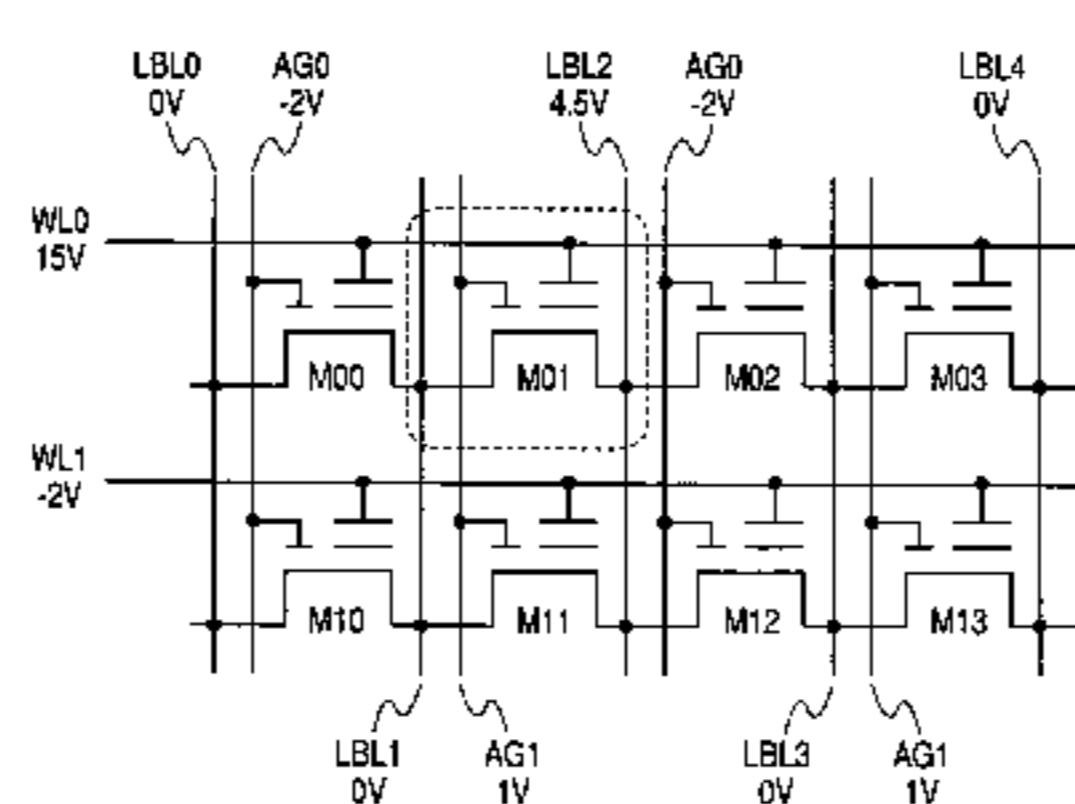 LBL0 AG0 LBL2 AG0 LBL4
0V -2V 4.5V -2V 0V
WL0
15V
M00 M01 M02 M03
WL1
-2V
M10 M11 M12 M13
LBL1 AG1 LBL3 AG1
0V 1V 0V 1V